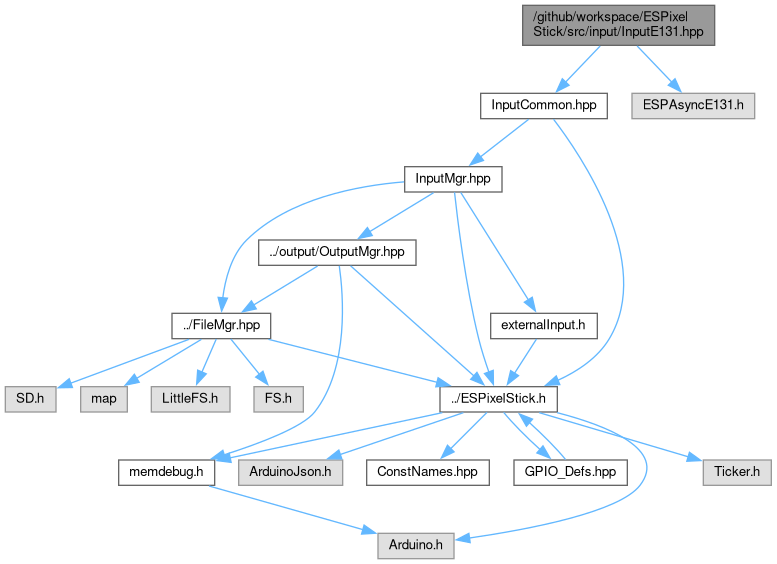 /github/workspace/ESPixel
Stick/src/input/InputE131.hpp
InputCommon.hpp
ESPAsyncE131.h
InputMgr.hpp
../output/OutputMgr.hpp
../FileMgr.hpp
externalInput.h
SD.h
map
LittleFS.h
FS.h
../ESPixelStick.h
memdebug.h
ArduinoJson.h
ConstNames.hpp
GPIO_Defs.hpp
Ticker.h
Arduino.h